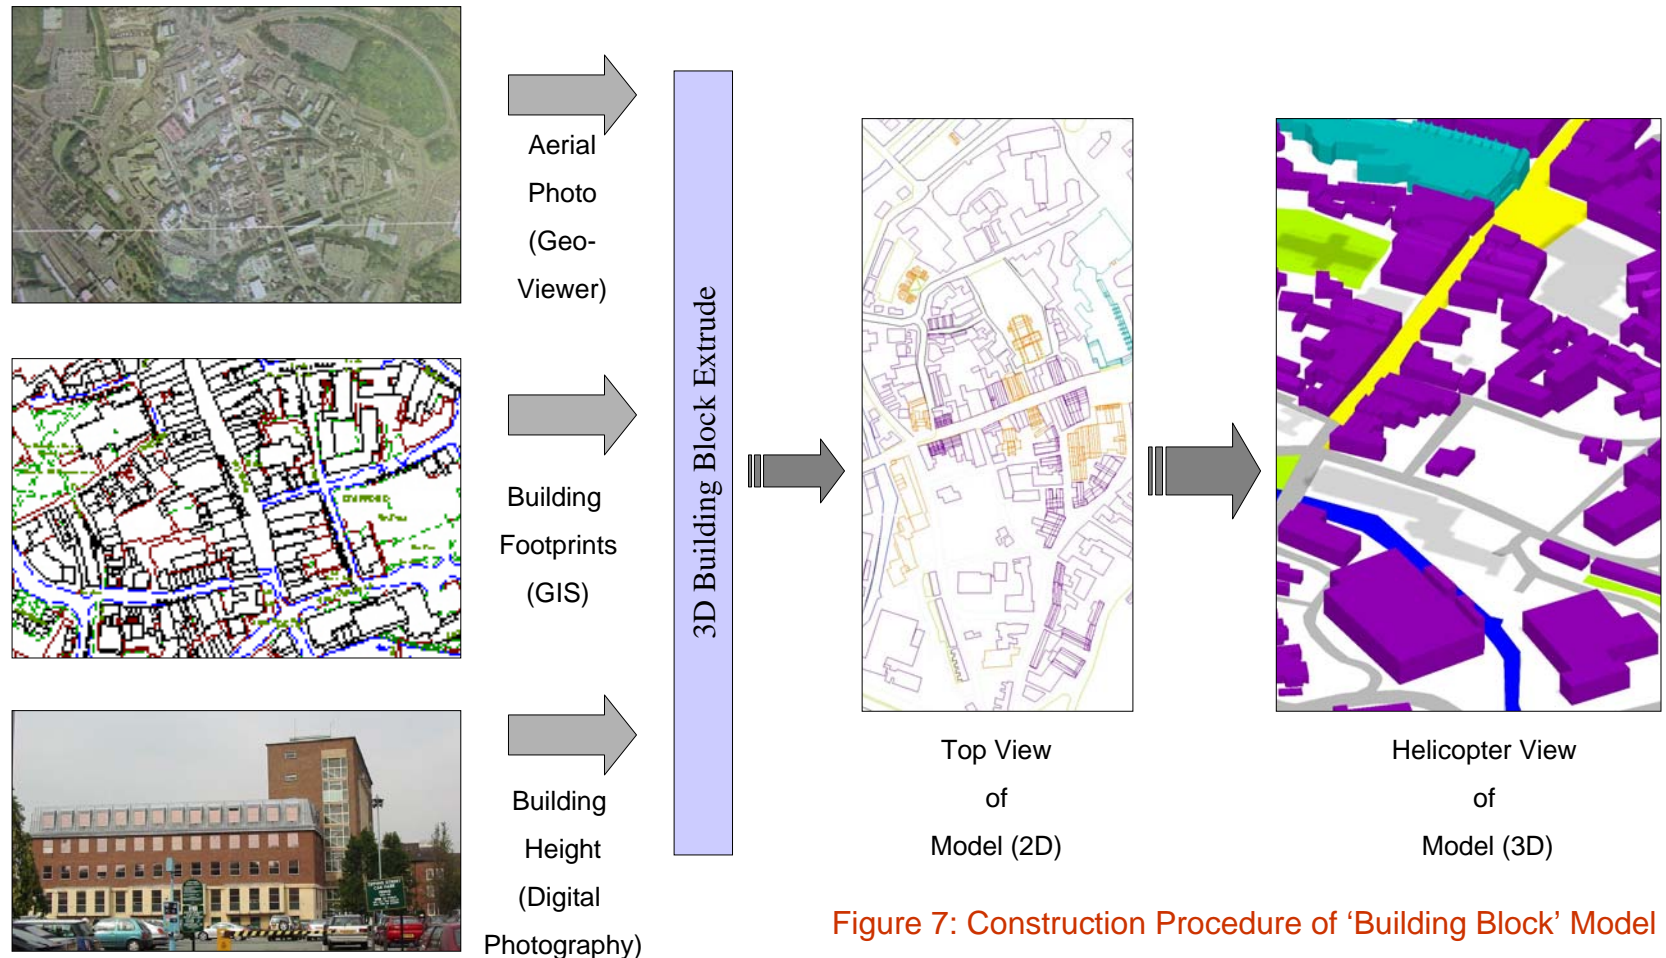 Aerial
Photo
(Geo-
Viewer)
Building
Footprints
(GIS)
Building
Height
(Digital
Photography)
3D Building Block Extrude
Top View
of
Model (2D)
Helicopter View
of
Model (3D)
Figure 7: Construction Procedure of ‘Building Block’ Model